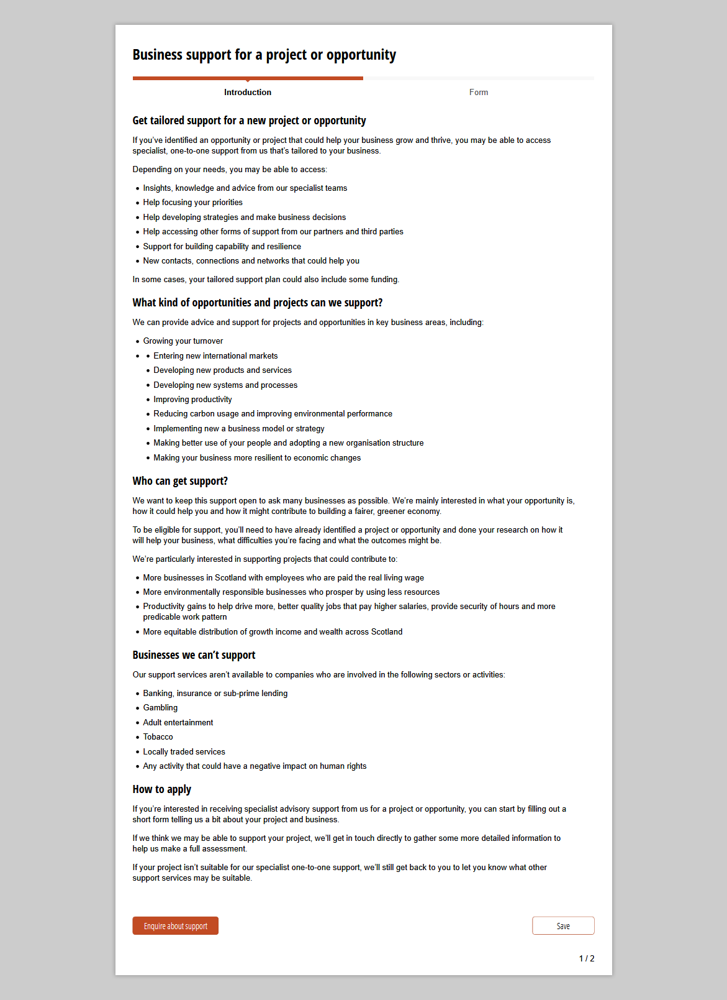 Business support for a project or opportunity
Introduction
Form
Get tailored support for a new project or opportunity
If you’ve identified an opportunity or project that could help your business grow and thrive, you may be able to access
specialist, one-to-one support from us that’s tailored to your business.
Depending on your needs, you may be able to access:
• Insights, knowledge and advice from our specialist teams
• Help focusing your priorities
• Help developing strategies and make business decisions
• Help accessing other forms of support from our partners and third parties
• Support for building capability and resilience
• New contacts, connections and networks that could help you
In some cases, your tailored support plan could also include some funding.
What kind of opportunities and projects can we support?
We can provide advice and support for projects and opportunities in key business areas, including:
• Growing your turnover
• • Entering new international markets
• Developing new products and services
• Developing new systems and processes
• Improving productivity
• Reducing carbon usage and improving environmental performance
• Implementing new a business model or strategy
• Making better use of your people and adopting a new organisation structure
• Making your business more resilient to economic changes
Who can get support?
We want to keep this support open to ask many businesses as possible. We’re mainly interested in what your opportunity is,
how it could help you and how it might contribute to building a fairer, greener economy.
To be eligible for support, you’ll need to have already identified a project or opportunity and done your research on how it
will help your business, what difficulties you’re facing and what the outcomes might be.
We’re particularly interested in supporting projects that could contribute to:
• More businesses in Scotland with employees who are paid the real living wage
• More environmentally responsible businesses who prosper by using less resources
• Productivity gains to help drive more, better quality jobs that pay higher salaries, provide security of hours and more
predicable work pattern
• More equitable distribution of growth income and wealth across Scotland
Businesses we can’t support
Our support services aren’t available to companies who are involved in the following sectors or activities:
• Banking, insurance or sub-prime lending
• Gambling
• Adult entertainment
• Tobacco
• Locally traded services
• Any activity that could have a negative impact on human rights
How to apply
If you’re interested in receiving specialist advisory support from us for a project or opportunity, you can start by filling out a
short form telling us a bit about your project and business.
If we think we may be able to support your project, we’ll get in touch directly to gather some more detailed information to
help us make a full assessment.
If your project isn’t suitable for our specialist one-to-one support, we’ll still get back to you to let you know what other
support services may be suitable.
Enquire about support
Save
1 / 2